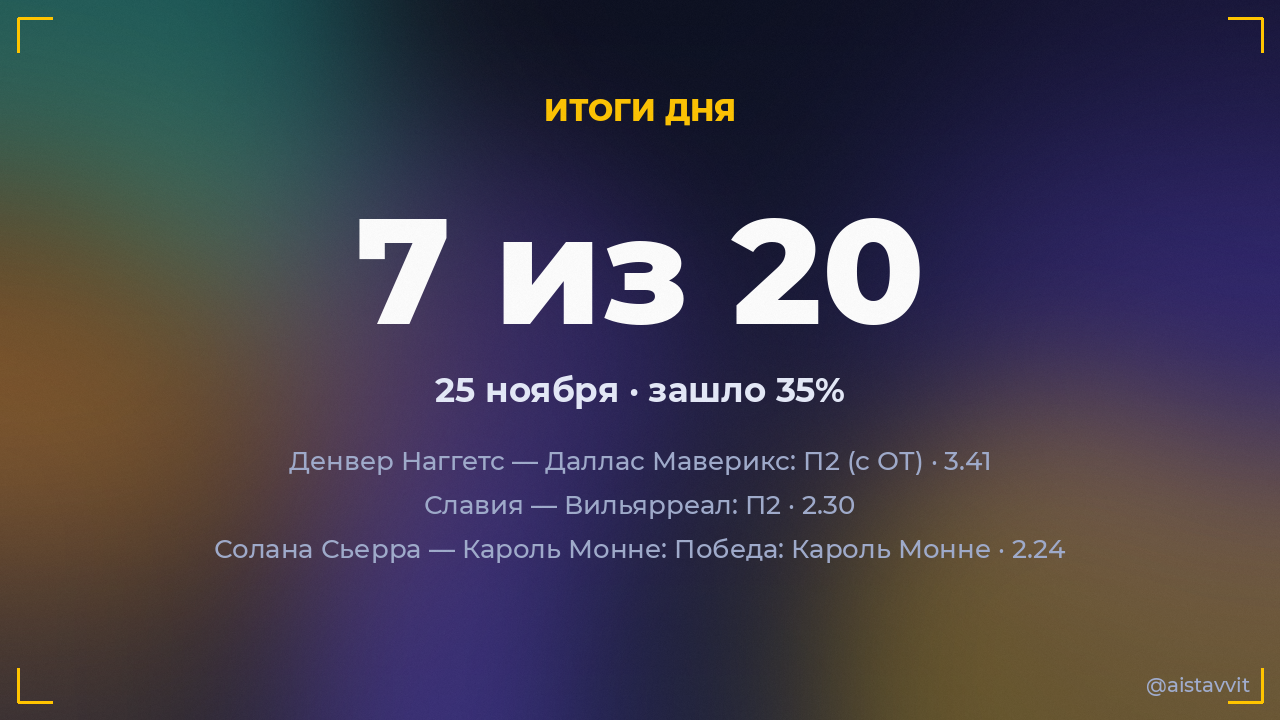 ИТОГИ ДНЯ
7 из 20
25 ноября · зашло 35%
Денвер Наггетс — Даллас Маверикс: П2 (с ОТ) · 3.41
Славия — Вильярреал: П2 · 2.30
Солана Сьерра — Кароль Монне: Победа: Кароль Монне · 2.24
@aistavvit